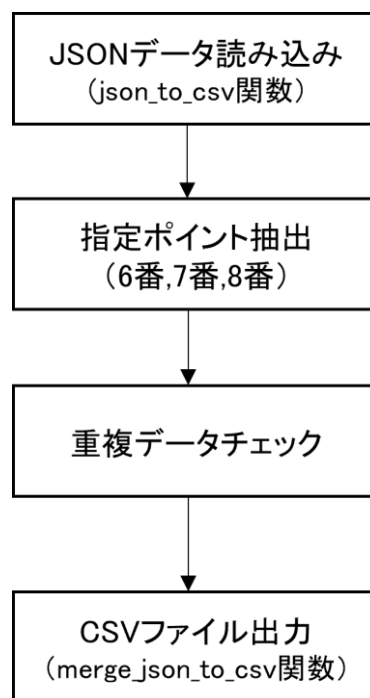 JSONデータ読み込み
(json_to_csv関数)
指定ポイント抽出
(6番,7番,8番)
重複データチェック
CSVファイル出力
(merge_json_to_csv関数)